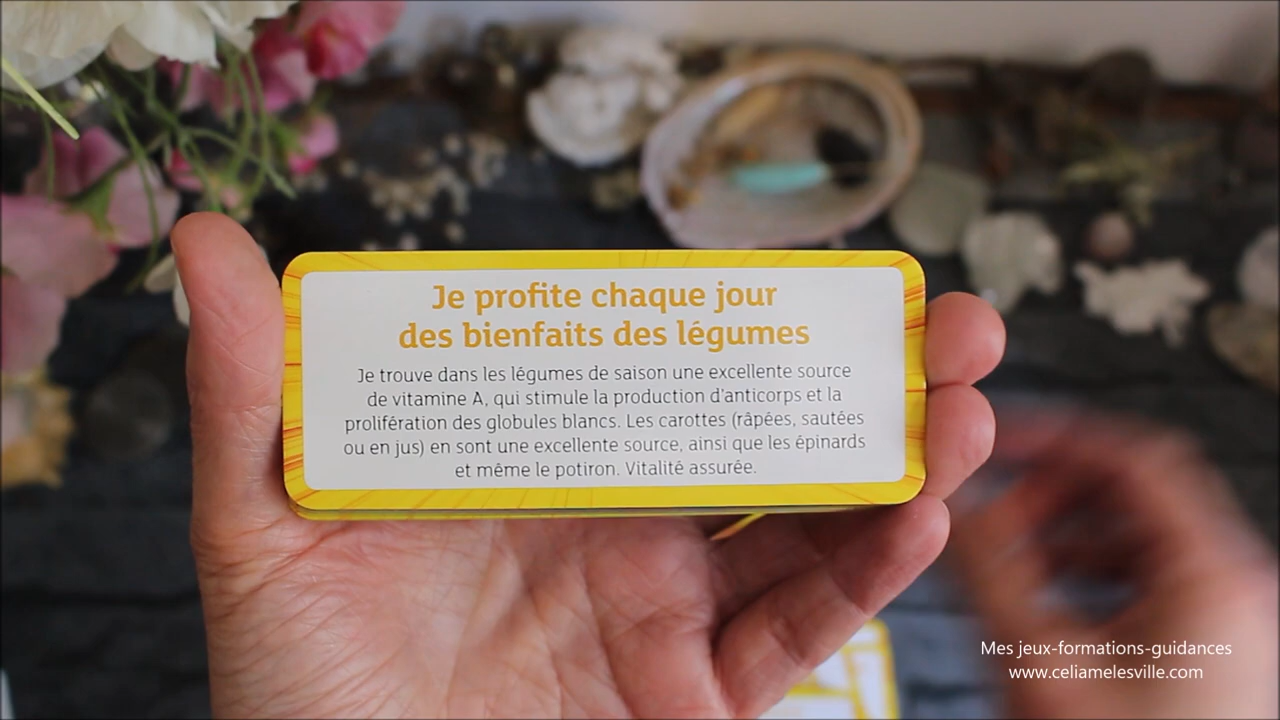 Je profite chaque jour
des bienfaits des légumes
Je trouve dans les légumes de saison une excellente source
de vitamine A, qui stimule la production d'anticorps et la
prolifération des globules blancs. Les carottes (râpées, sautées
ou en jus) en sont une excellente source, ainsi que les épinards
et même le potiron. Vitalité assurée.
Mes jeux-formations-guidances
www.celiamelesville.com